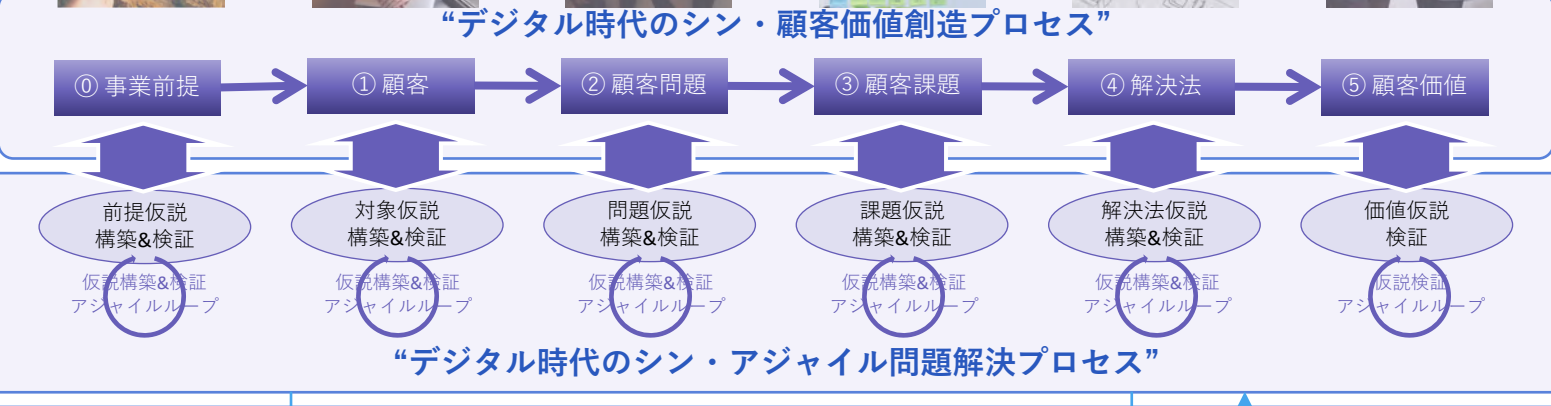 “デジタル時代のシン・顧客価値創造プロセス”
⓪ 事業前提
① 顧客
② 顧客問題
③ 顧客課題
④ 解決法
⑤ 顧客価値
前提仮説
構築&検証
対象仮説
構築&検証
問題仮説
構築&検証
課題仮説
構築&検証
解決法仮説
構築&検証
価値仮説
検証
仮説構築&検証
アジャイルループ
仮説構築&検証
アジャイルループ
仮説構築&検証
アジャイルループ
仮説構築&検証
アジャイルループ
仮説構築&検証
アジャイルループ
仮説検証
アジャイルループ
“デジタル時代のシン・アジャイル問題解決プロセス”